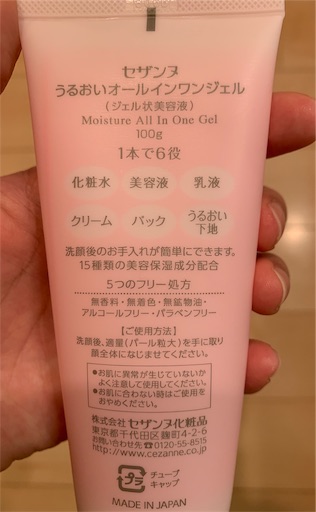 セザンヌ
うるおいオールインワンジェル
(ジェル状美容液)
Moisture All In One Gel
100g
1本で6役
化粧水 美容液 乳液
クリーム パック うるおい下地
洗顔後のお手入れが簡単にできます。
15種類の美容保湿成分配合
5つのフリー処方
無香料・無着色・無鉱物油・
アルコールフリー・パラベンフリー
【ご使用方法】
洗顔後、適量(パール粒大)を手に取り
顔全体になじませてください。
●お肌に異常が生じていないか
よく注意して使用してください。
●お肌に合わない時はご使用を
おやめください。
株式会社 セザンヌ化粧品
東京都千代田区麹町4-2-6
お問い合わせ先 0120-55-8515
http://www.cezanne.co.jp
プラ
チューブ
キャップ
MADE IN JAPAN